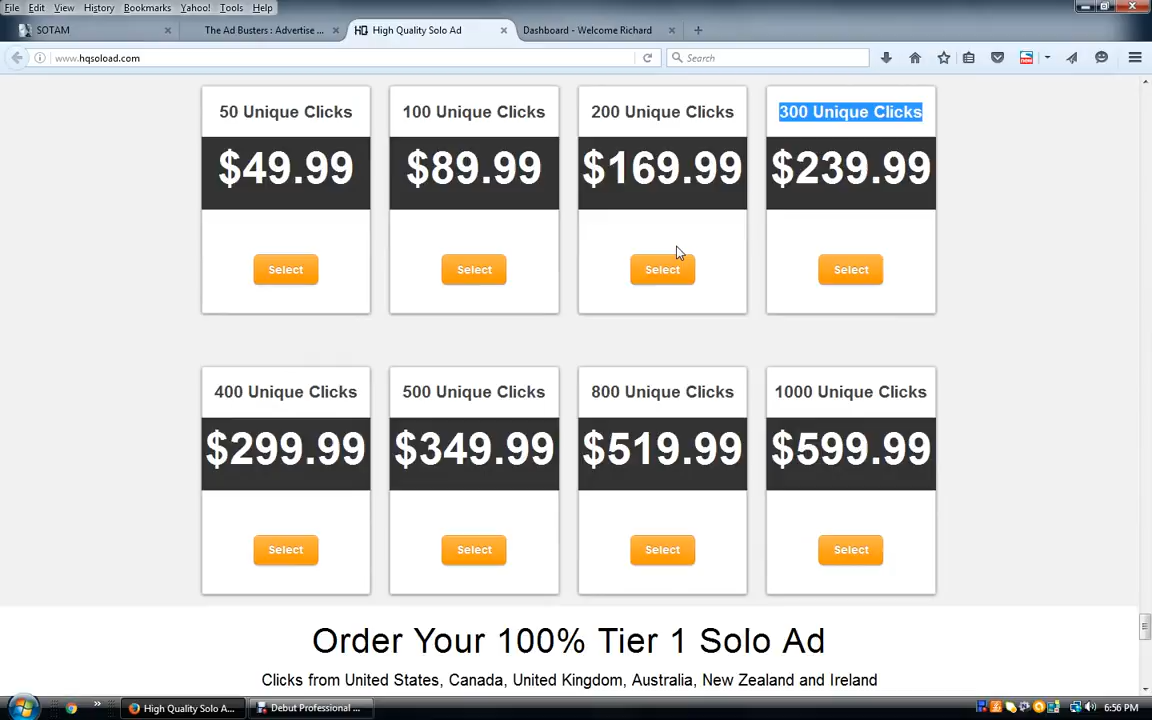 File Edit View History Bookmarks Yahoo! Tools Help
SOTAM
The Ad Busters : Advertise ...
HQ High Quality Solo Ad
Dashboard - Welcome Richard
www.hqsoload.com
Search
50 Unique Clicks 100 Unique Clicks 200 Unique Clicks 300 Unique Clicks
$49.99 $89.99 $169.99 $239.99
Select Select Select Select
400 Unique Clicks 500 Unique Clicks 800 Unique Clicks 1000 Unique Clicks
$299.99 $349.99 $519.99 $599.99
Select Select Select Select
Order Your 100% Tier 1 Solo Ad
Clicks from United States, Canada, United Kingdom, Australia, New Zealand and Ireland
High Quality Solo A... Debut Professional ... 6:56 PM